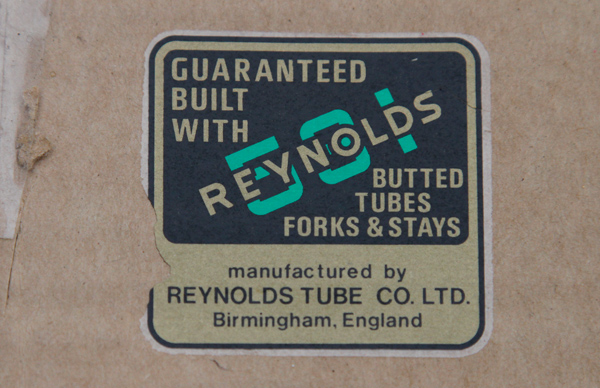 GUARANTEED
BUILT
WITH
REYNOLDS
531
BUTTED
TUBES
FORKS & STAYS
manufactured by
REYNOLDS TUBE CO. LTD.
Birmingham, England